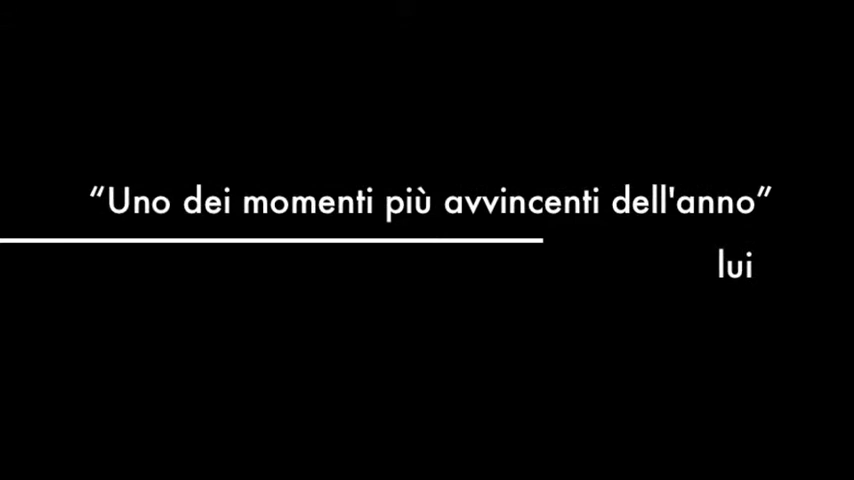 “Uno dei momenti più avvincenti dell'anno”
lui